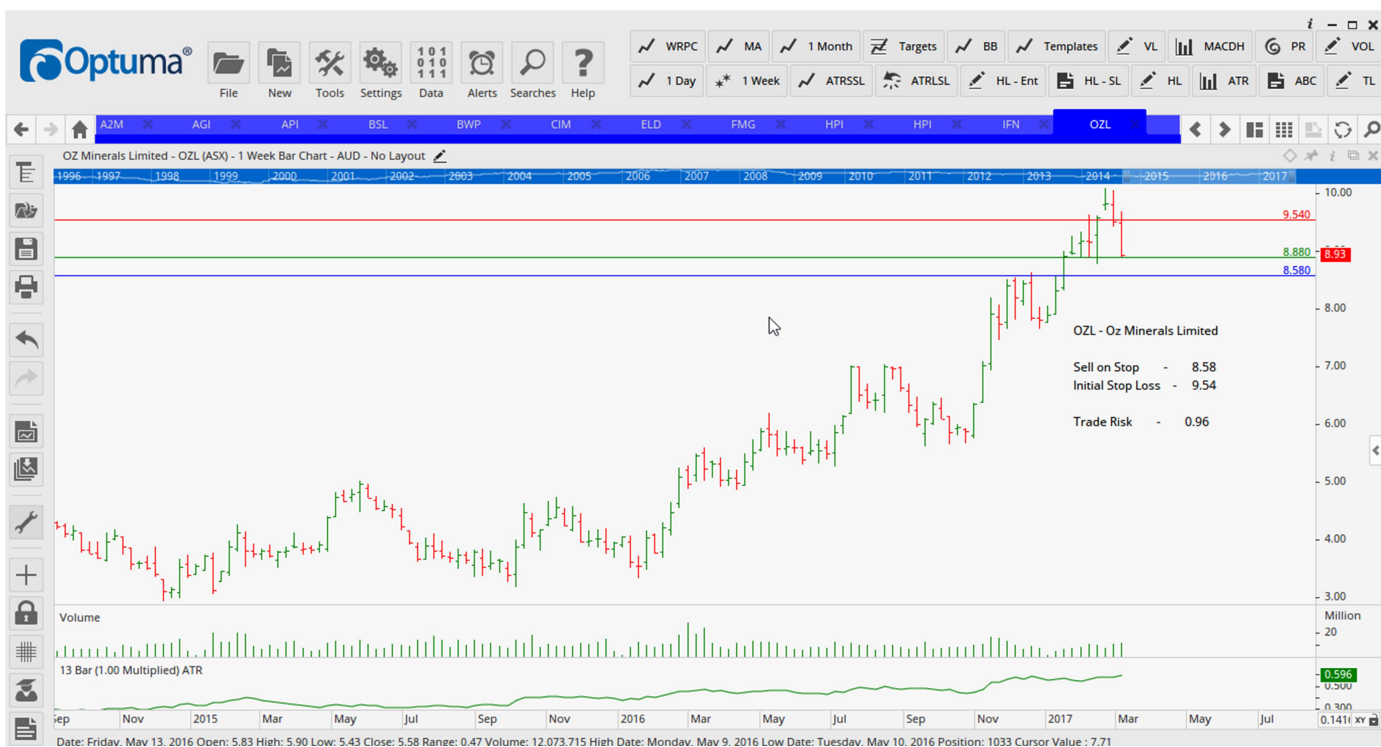 Optuma®
File
New
Tools
Settings
101
010
111
Data
Alerts
Searches
?
Help
i
WRPC
MA
1 Month
Targets
BB
Templates
VL
MACDH
PR
VOL
1 Day
1 Week
ATRSSL
ATRLSL
HL - Ent
HL - SL
HL
ATR
ABC
TL
A2M
AGI
API
BSL
BWP
CIM
ELD
FMG
HPI
HPI
IFN
OZL
OZ Minerals Limited - OZL (ASX) - 1 Week Bar Chart - AUD - No Layout
i
1996 1997 1998 1999 2000 2001 2002 2003 2004 2005 2006 2007 2008 2009 2010 2011 2012 2013 2014 2015 2016 2017
10.00
9.540
8.880
8.93
8.580
8.00
OZL - Oz Minerals Limited
7.00
Sell on Stop - 8.58
Initial Stop Loss - 9.54
Trade Risk - 0.96
6.00
5.00
4.00
3.00
Volume
Million
20
13 Bar (1.00 Multiplied) ATR
0.596
0.500
0.300
Nov 2015 Mar May Jul Sep Nov 2016 Mar May Jul Sep Nov 2017 Mar May Jul
XY
Date: Friday, May 13, 2016 Open: 5.83 High: 5.90 Low: 5.43 Close: 5.58 Range: 0.47 Volume: 12,073,715 High Date: Monday, May 9, 2016 Low Date: Tuesday, May 10, 2016 Position: 1033 Cursor Value : 7.71